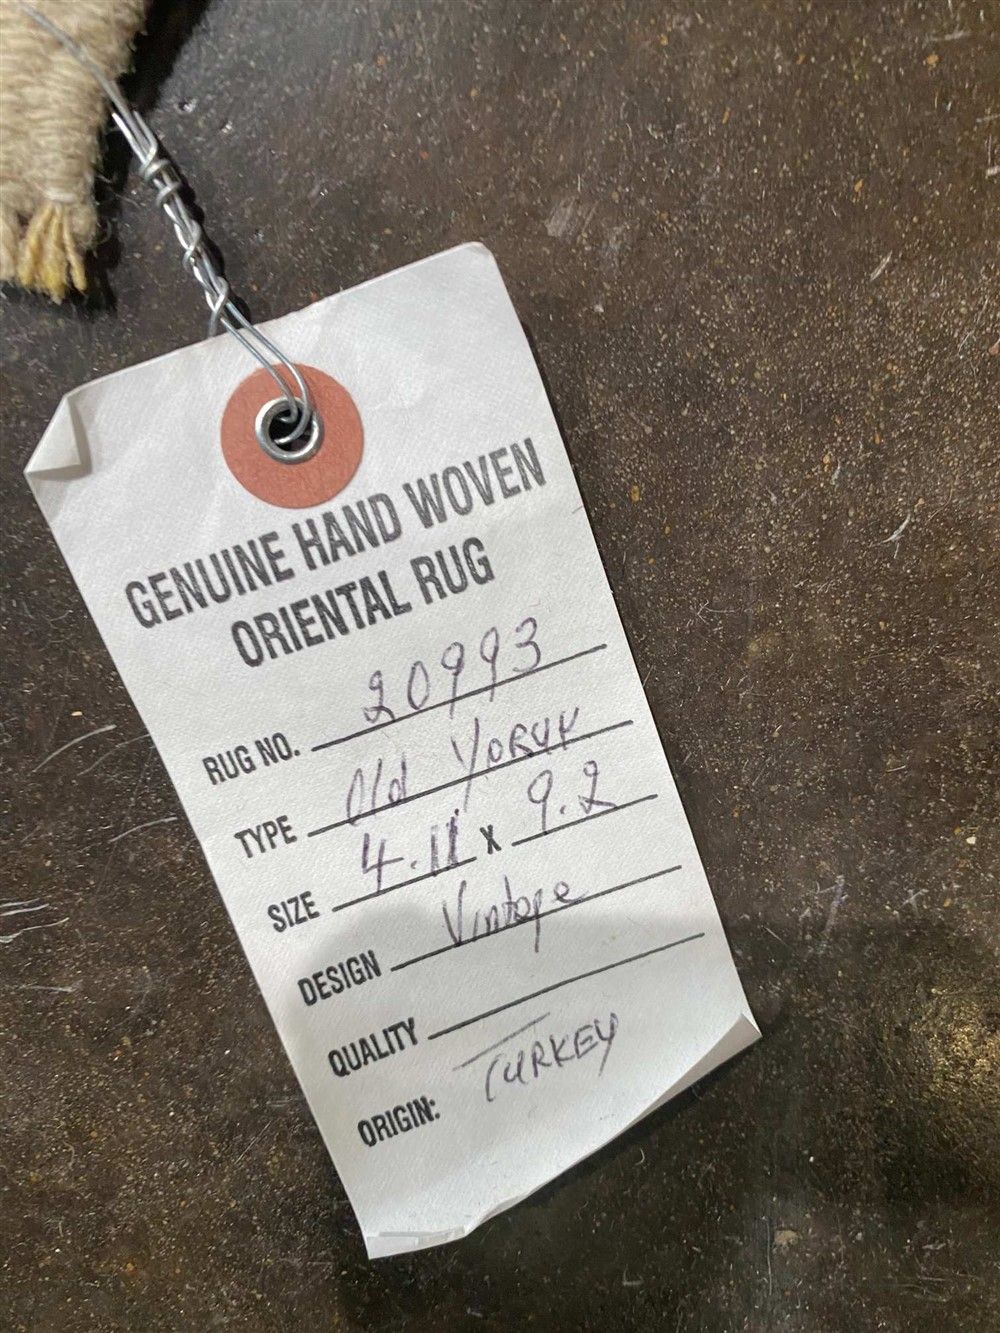 GENUINE HAND WOVEN
ORIENTAL RUG
RUG NO. 20993
TYPE Old YORUK
SIZE 4.11 X 9.2
DESIGN Vintage
QUALITY
ORIGIN: TURKEY